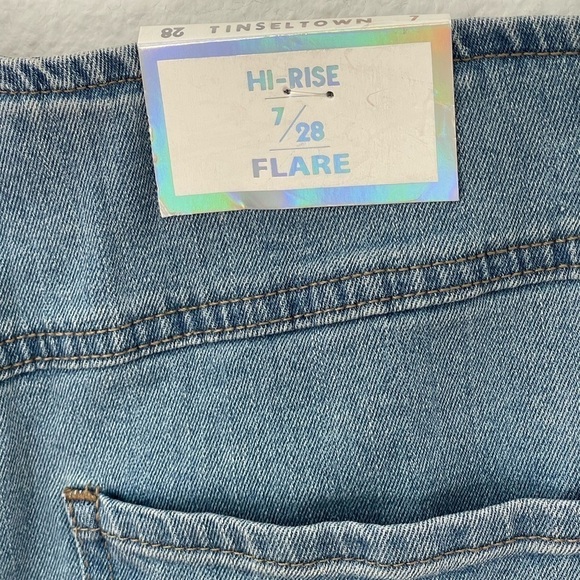 28 TINSELTOWN 7
HI-RISE
7/28
FLARE